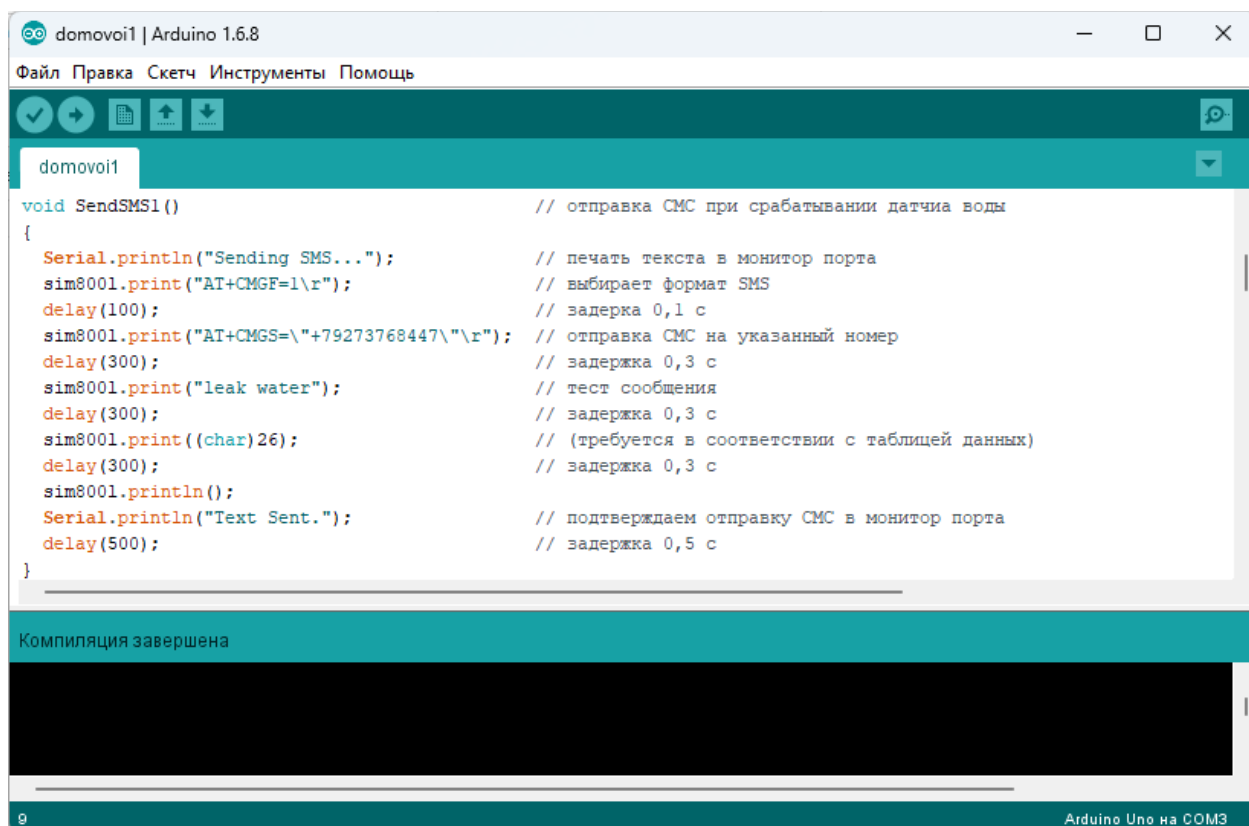 domovoi1 | Arduino 1.6.8
Файл Правка Скетч Инструменты Помощь
domovoi1
void SendSMS1() // отправка СМС при срабатывании датчиа воды
{
Serial.println("Sending SMS..."); // печать текста в монитор порта
sim800l.print("AT+CMGF=1\r"); // выбирает формат SMS
delay(100); // задерка 0,1 с
sim800l.print("AT+CMGS=\"+79273768447\"\r"); // отправка СМС на указанный номер
delay(300); // задержка 0,3 с
sim800l.print("leak water"); // тест сообщения
delay(300); // задержка 0,3 с
sim800l.print((char)26); // (требуется в соответствии с таблицей данных)
delay(300); // задержка 0,3 с
sim800l.println();
Serial.println("Text Sent."); // подтверждаем отправку СМС в монитор порта
delay(500); // задержка 0,5 с
}
Компиляция завершена
9 Arduino Uno на COM3